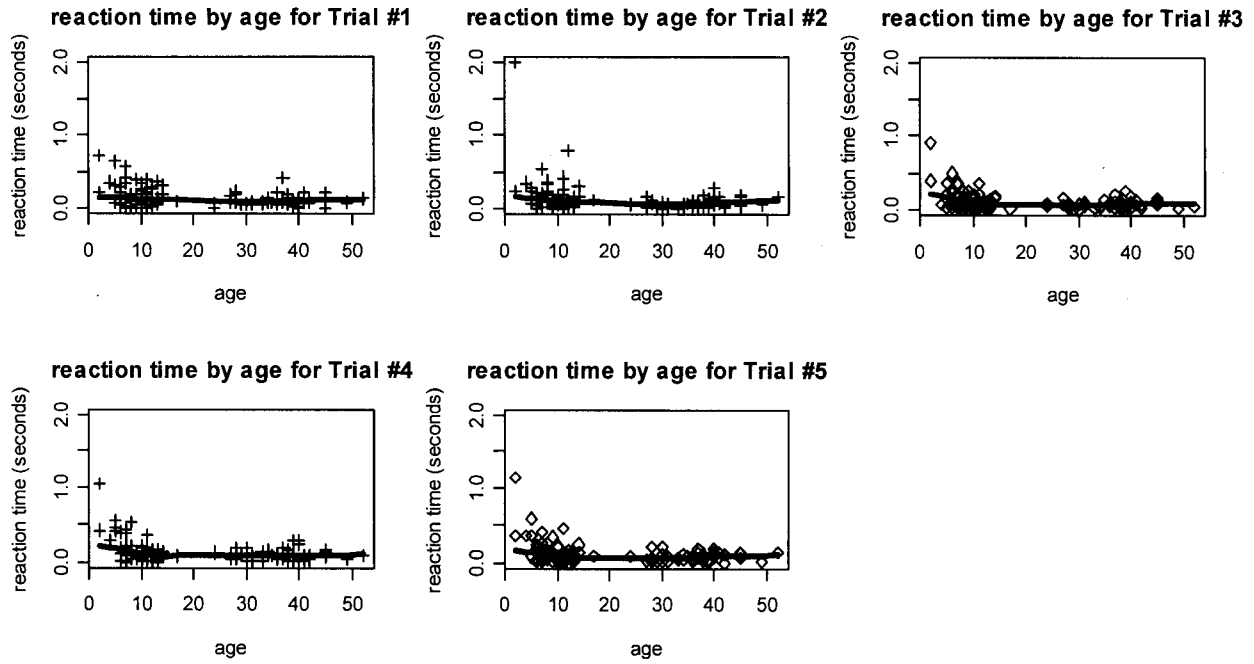 reaction time by age for Trial #1
reaction time (seconds)
2.0
1.0
0.0
0 10 20 30 40 50
age
reaction time by age for Trial #2
reaction time (seconds)
2.0
1.0
0.0
0 10 20 30 40 50
age
reaction time by age for Trial #3
reaction time (seconds)
2.0
1.0
0.0
0 10 20 30 40 50
age
reaction time by age for Trial #4
reaction time (seconds)
2.0
1.0
0.0
0 10 20 30 40 50
age
reaction time by age for Trial #5
reaction time (seconds)
2.0
1.0
0.0
0 10 20 30 40 50
age